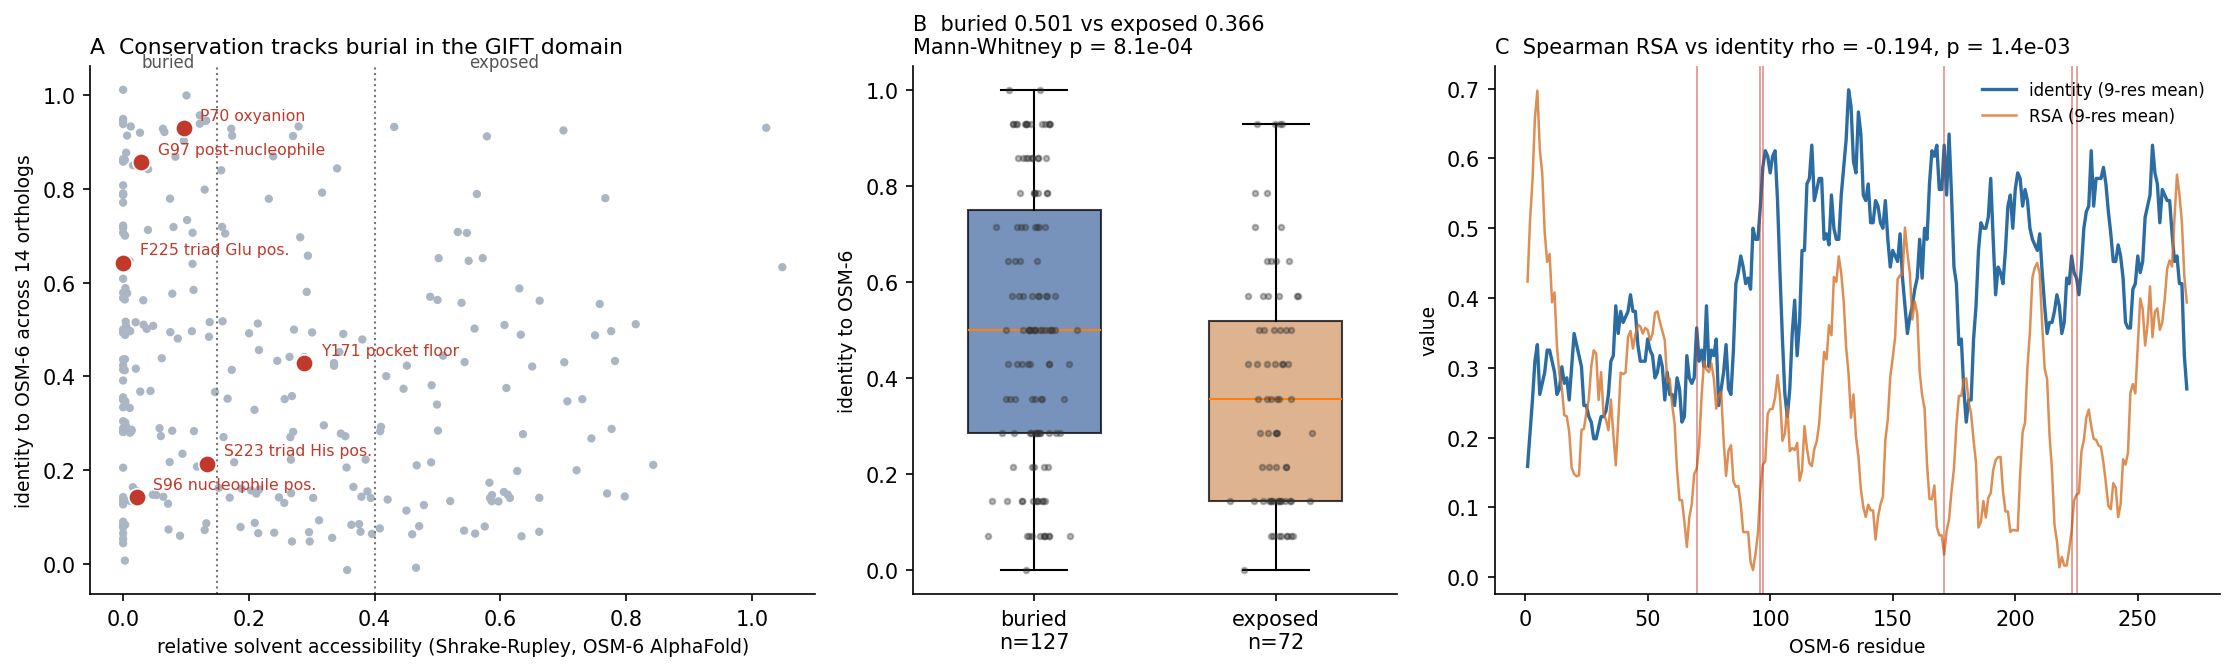 A  Conservation tracks burial in the GIFT domain
buried
exposed
1.0
0.8
0.6
0.4
0.2
0.0
identity to OSM-6 across 14 orthologs
P70 oxyanion
G97 post-nucleophile
F225 triad Glu pos.
Y171 pocket floor
S223 triad His pos.
S96 nucleophile pos.
0.0 0.2 0.4 0.6 0.8 1.0
relative solvent accessibility (Shrake-Rupley, OSM-6 AlphaFold)
B  buried 0.501 vs exposed 0.366
Mann-Whitney p = 8.1e-04
1.0
0.8
0.6
0.4
0.2
0.0
identity to OSM-6
buried
n=127
exposed
n=72
C  Spearman RSA vs identity rho = -0.194, p = 1.4e-03
identity (9-res mean)
RSA (9-res mean)
0.7
0.6
0.5
0.4
0.3
0.2
0.1
0.0
value
0 50 100 150 200 250
OSM-6 residue